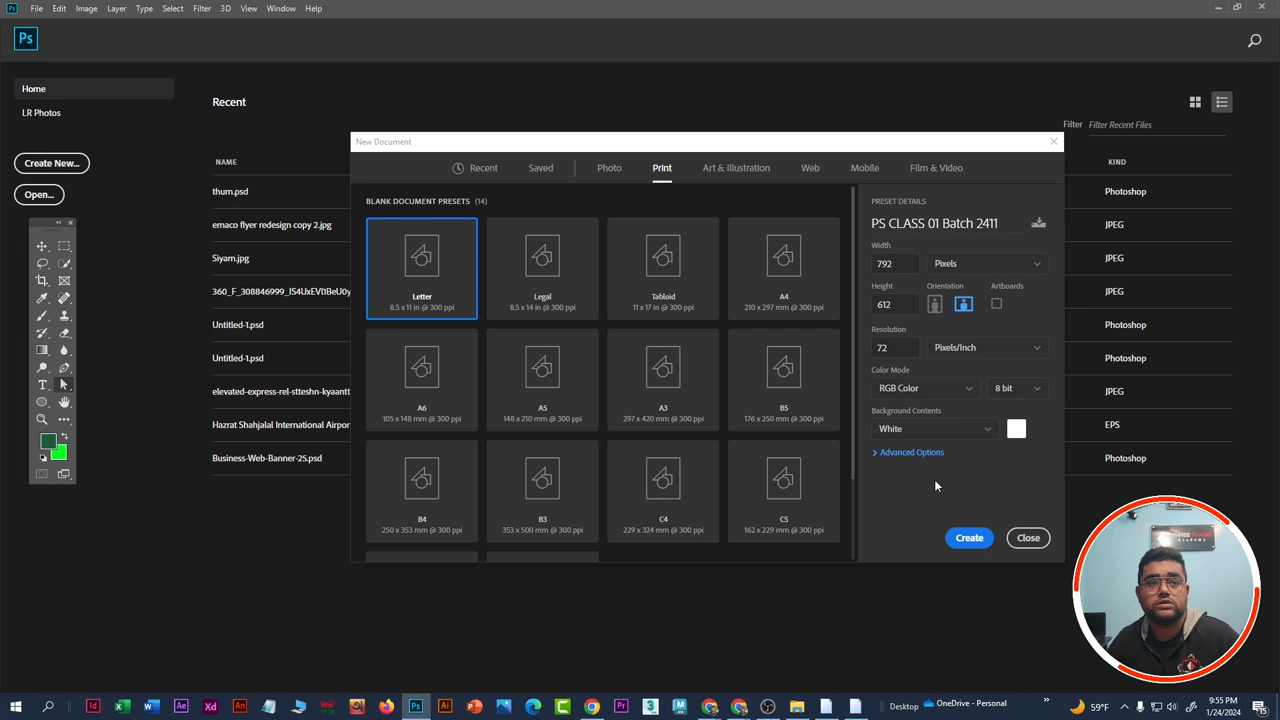 Ps File Edit Image Layer Type Select Filter 3D View Window Help
Ps
Home
LR Photos
Create New...
Open...
Recent
Filter Filter Recent Files
NAME
KIND
thum.psd
Photoshop
emaco flyer redesign copy 2.jpg
JPEG
Siyam.jpg
JPEG
JPEG
Untitled-1.psd
Photoshop
Untitled-1.psd
Photoshop
elevated-express-rel-stteshn-kyaantt
JPEG
Hazrat Shahjalal International Airpor
EPS
Business-Web-Banner-25.psd
Photoshop
New Document
Recent Saved Photo Print Art & Illustration Web Mobile Film & Video
BLANK DOCUMENT PRESETS (14)
Letter
8.5 x 11 in @ 300 ppi
Legal
8.5 x 14 in @ 300 ppi
Tabloid
11 x 17 in @ 300 ppi
A4
210 x 297 mm @ 300 ppi
A6
105 x 148 mm @ 300 ppi
A5
148 x 210 mm @ 300 ppi
A3
297 x 420 mm @ 300 ppi
B5
176 x 250 mm @ 300 ppi
B4
250 x 353 mm @ 300 ppi
B3
353 x 500 mm @ 300 ppi
C4
229 x 324 mm @ 300 ppi
C5
162 x 229 mm @ 300 ppi
PRESET DETAILS
PS CLASS 01 Batch 2411
Width
792 Pixels
Height Orientation Artboards
612
Resolution
72 Pixels/Inch
Color Mode
RGB Color 8 bit
Background Contents
White
Advanced Options
Create Close
Academy
Desktop OneDrive - Personal
59°F
9:55 PM
1/24/2024